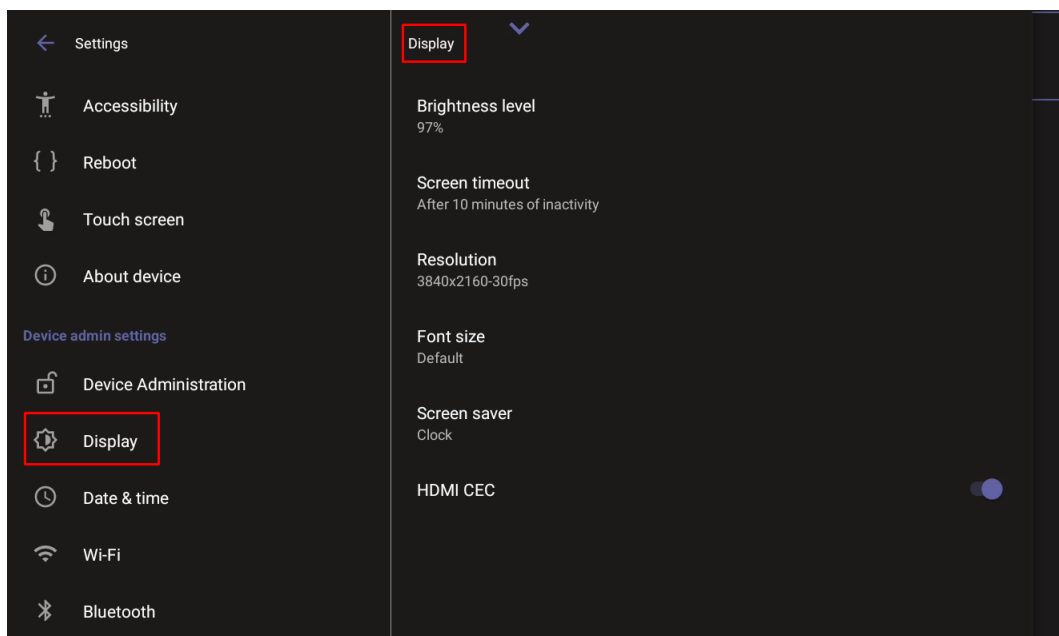 Settings
Accessibility
Reboot
Touch screen
About device
Device admin settings
Device Administration
Display
Date & time
Wi-Fi
Bluetooth
Display
Brightness level
97%
Screen timeout
After 10 minutes of inactivity
Resolution
3840x2160-30fps
Font size
Default
Screen saver
Clock
HDMI CEC